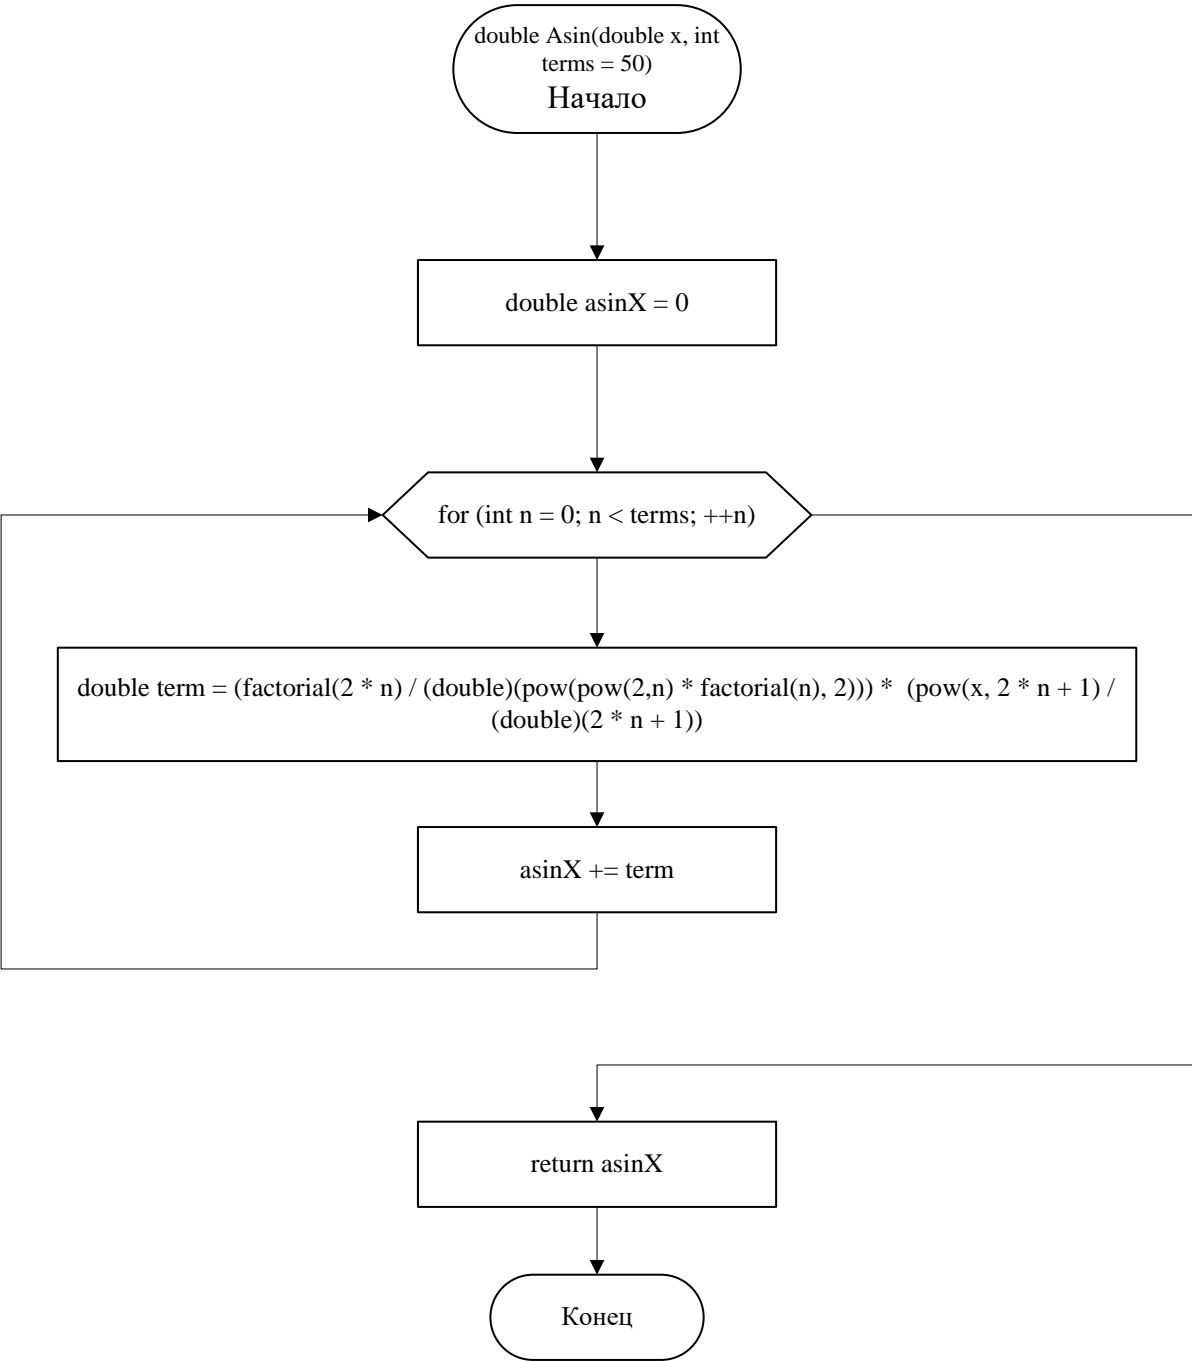 double Asin(double x, int
terms = 50)
Начало
double asinX = 0
for (int n = 0; n < terms; ++n)
double term = (factorial(2 * n) / (double)(pow(pow(2,n) * factorial(n), 2))) *  (pow(x, 2 * n + 1) /
(double)(2 * n + 1))
asinX += term
return asinX
Конец